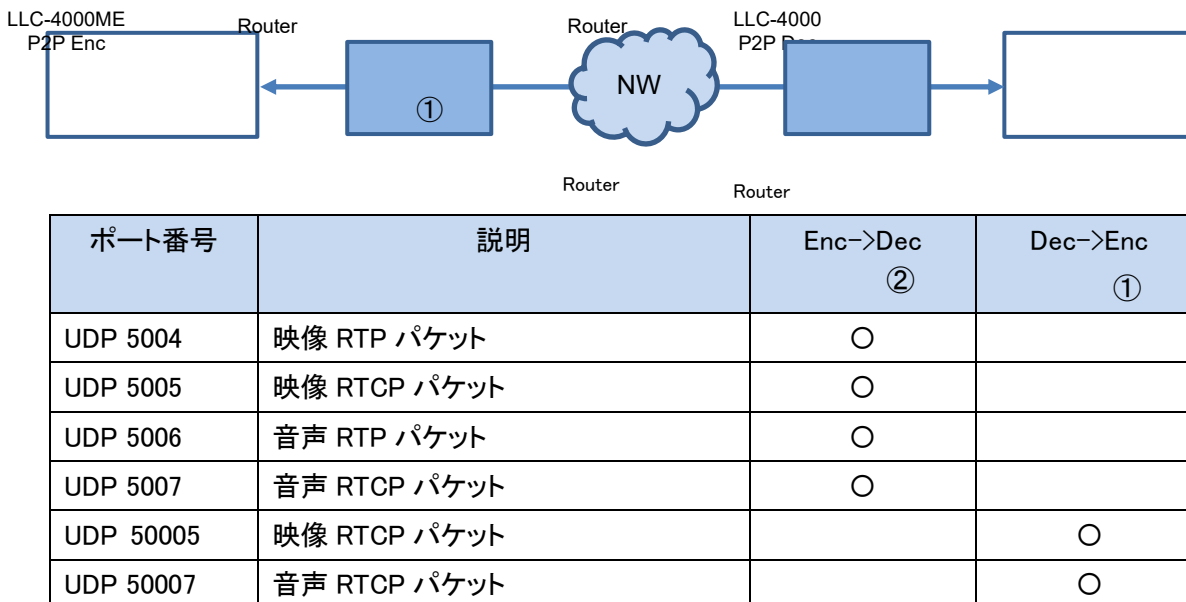 LLC-4000ME
P2P Enc
Router
Router
LLC-4000
P2P Dec
NW
①
Router
Router
ポート番号 説明 Enc->Dec Dec->Enc
② ①
UDP 5004 映像 RTP パケット ○
UDP 5005 映像 RTCP パケット ○
UDP 5006 音声 RTP パケット ○
UDP 5007 音声 RTCP パケット ○
UDP 50005 映像 RTCP パケット ○
UDP 50007 音声 RTCP パケット ○